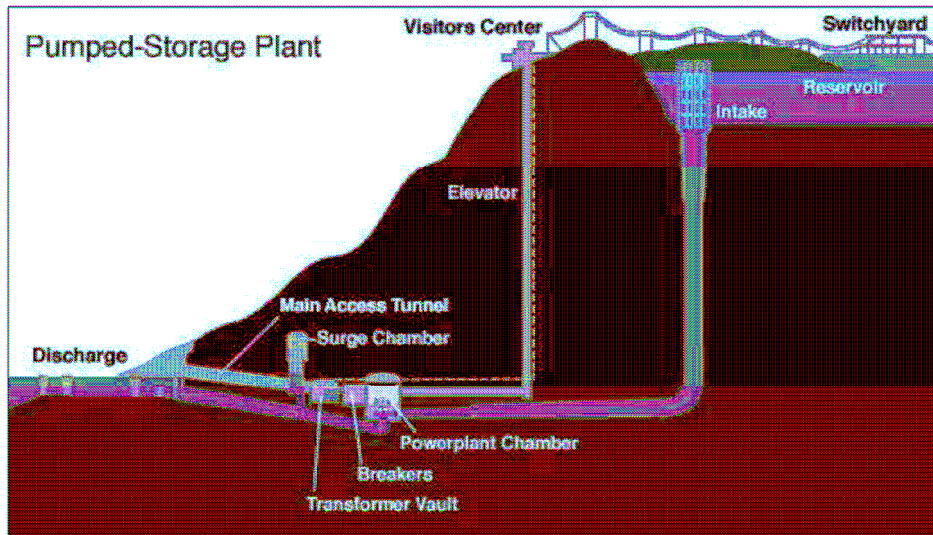 Pumped-Storage Plant
Visitors Center
Switchyard
Reservoir
Intake
Elevator
Main Access Tunnel
Surge Chamber
Discharge
Powerplant Chamber
Breakers
Transformer Vault